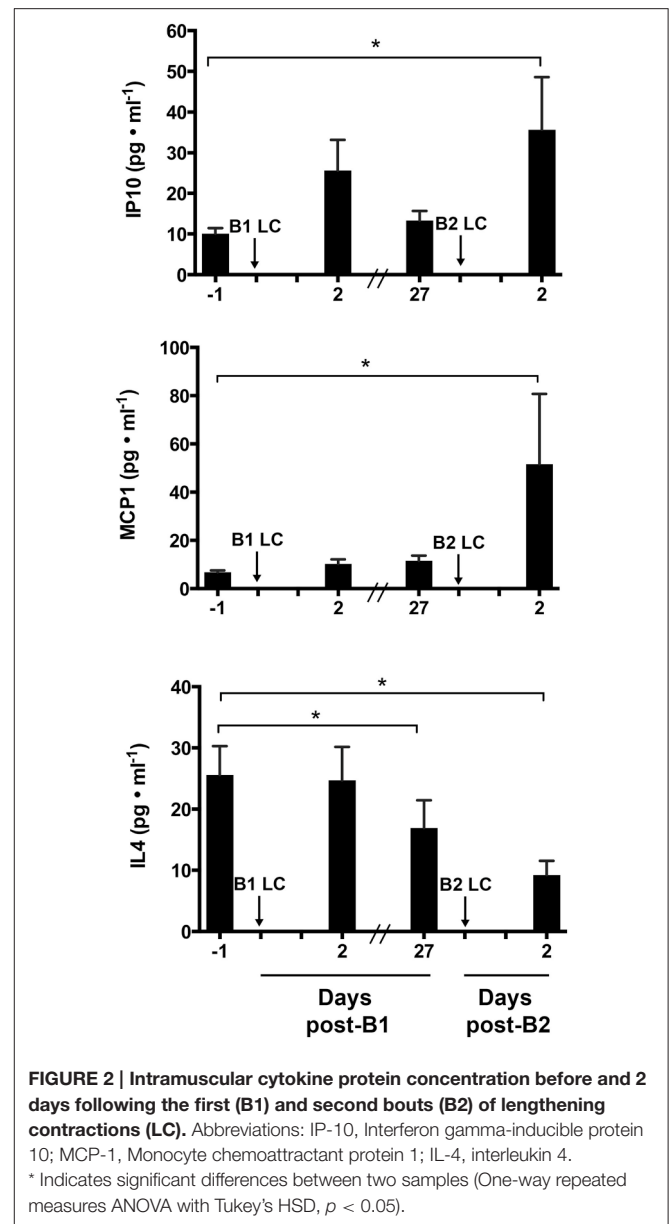 60
50
40
30
20
10
0
IP10 (pg • ml-1)
*
B1 LC
B2 LC
-1 2 // 27 2
100
80
60
40
20
0
MCP1 (pg • ml-1)
*
B1 LC
B2 LC
-1 2 // 27 2
40
30
20
10
0
IL4 (pg • ml-1)
*
*
B1 LC
B2 LC
-1 2 // 27 2
Days
post-B1
Days
post-B2
FIGURE 2 | Intramuscular cytokine protein concentration before and 2
days following the first (B1) and second bouts (B2) of lengthening
contractions (LC). Abbreviations: IP-10, Interferon gamma-inducible protein
10; MCP-1, Monocyte chemoattractant protein 1; IL-4, interleukin 4.
* Indicates significant differences between two samples (One-way repeated
measures ANOVA with Tukey's HSD, p < 0.05).